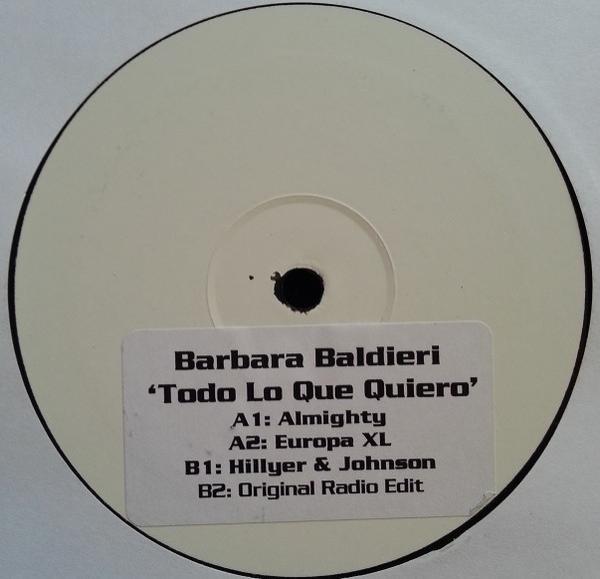 Barbara Baldieri
‘Todo Lo Que Quiero’
A1: Almighty
A2: Europa XL
B1: Hillyer & Johnson
B2: Original Radio Edit